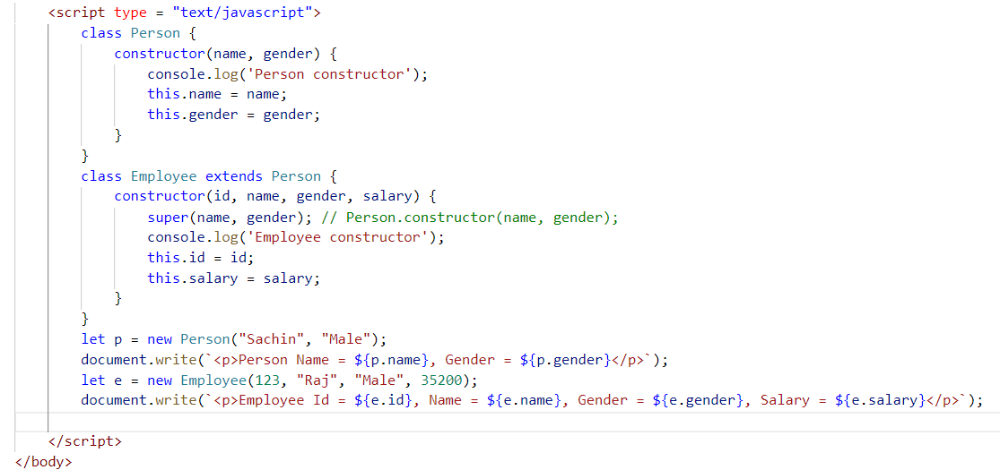 <script type = "text/javascript">
class Person {
constructor(name, gender) {
console.log('Person constructor');
this.name = name;
this.gender = gender;
}
}
class Employee extends Person {
constructor(id, name, gender, salary) {
super(name, gender); // Person.constructor(name, gender);
console.log('Employee constructor');
this.id = id;
this.salary = salary;
}
}
let p = new Person("Sachin", "Male");
document.write(`<p>Person Name = ${p.name}, Gender = ${p.gender}</p>`);
let e = new Employee(123, "Raj", "Male", 35200);
document.write(`<p>Employee Id = ${e.id}, Name = ${e.name}, Gender = ${e.gender}, Salary = ${e.salary}</p>`);
</script>
</body>